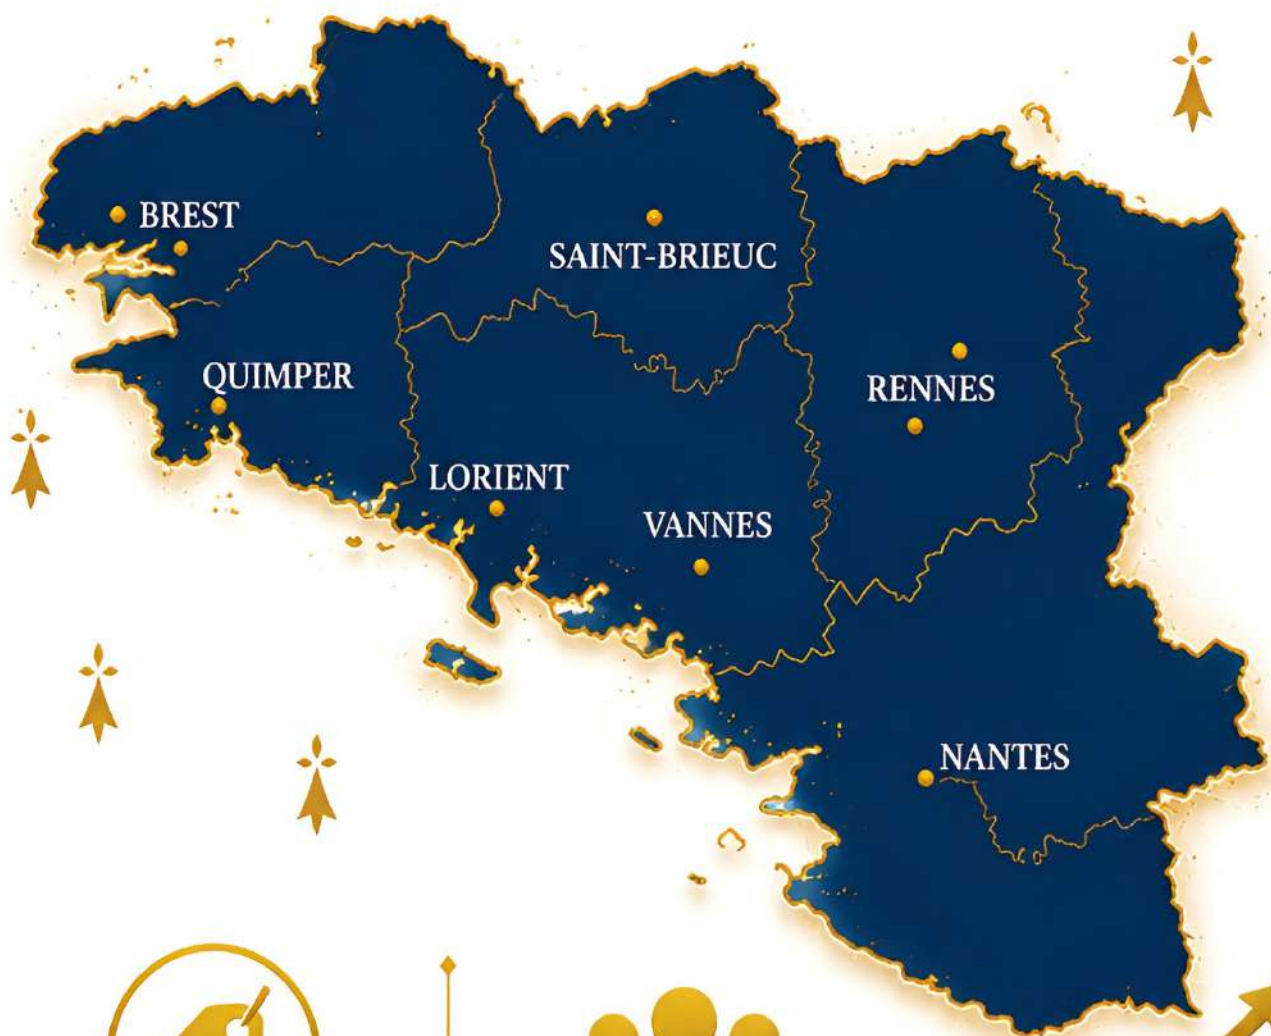 BREST
SAINT-BRIEUC
QUIMPER
RENNES
LORIENT
VANNES
NANTES